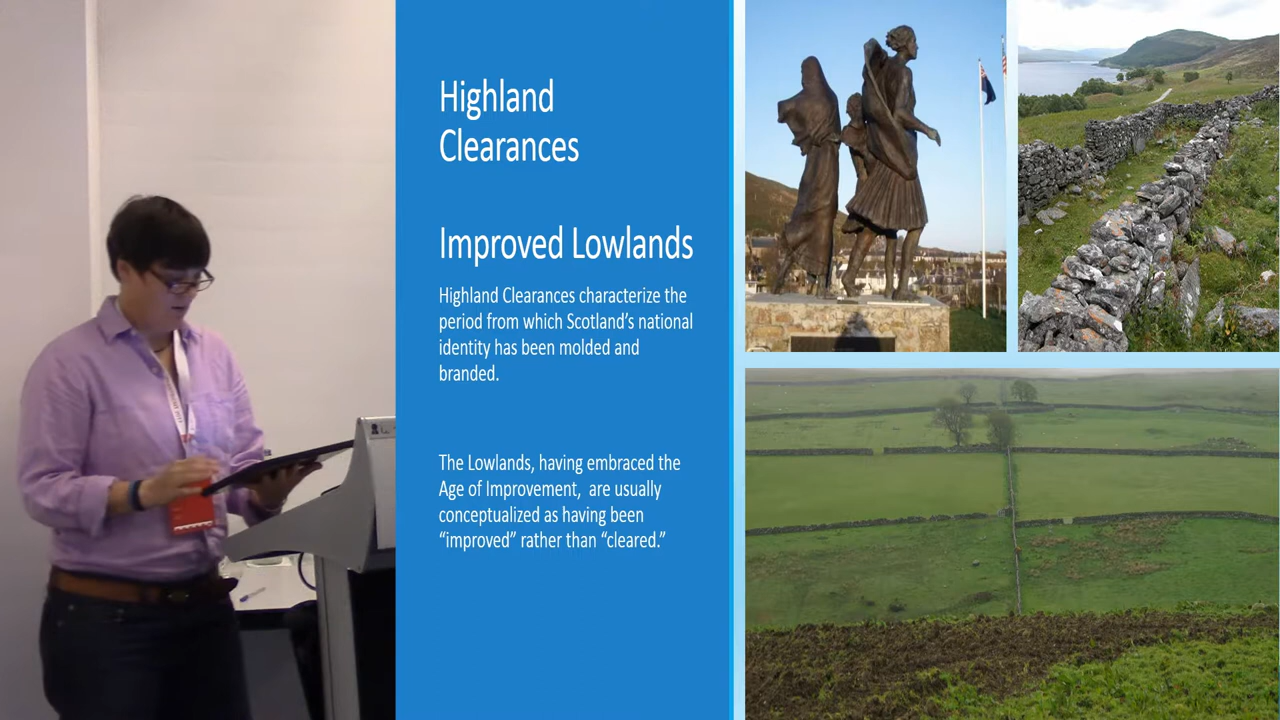 Highland
Clearances
Improved Lowlands
Highland Clearances characterize the
period from which Scotland's national
identity has been molded and
branded.
The Lowlands, having embraced the
Age of Improvement,  are usually
conceptualized as having been
“improved” rather than “cleared.”